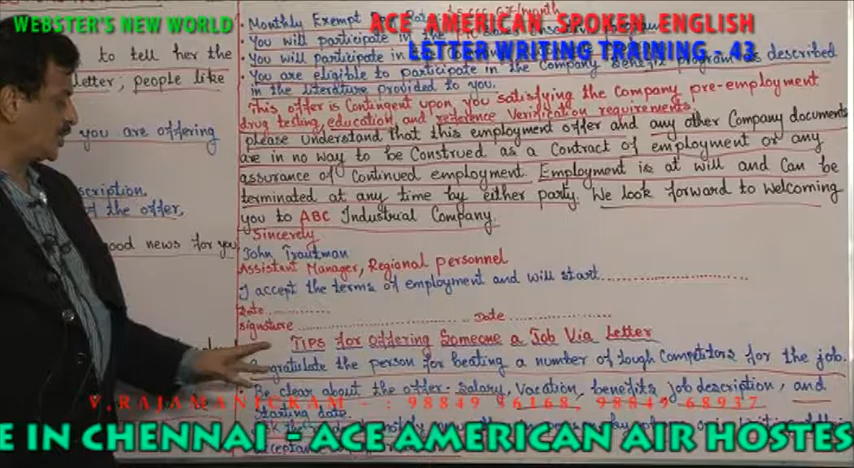 WEBSTER'S NEW WORLD
ACE AMERICAN SPOKEN ENGLISH
LETTER WRITING TRAINING - 43
to tell her the
letter; people like
you are offering
scription.
of the offer.
good news for you
• Monthly Exempt
• You will participate in the
• You will participate in
• You are eligible to participate in the Company Benefit program as described
in the literature provided to you.
This offer is Contingent upon, you satisfying the Company pre-employment
drug testing, education, and reference Verification requirements.
please understand that this employment offer and any other Company documents
are in no way to be Construed as a Contract of employment or any
assurance of Continued employment. Employment is at will and Can be
terminated at any time by either party. We look forward to welcoming
you to ABC Industrial Company.
Sincerely
John Trautman
Assistant Manager, Regional personnel
I accept the terms of employment and will start..............................
Date............
signature.................................... Date..........................
Tips for offering Someone a Job Via Letter
Congratulate the person for beating a number of tough Competitors for the job.
Be clear about the offer- salary, Vacation, benefits, job description, and
starting date.
V.RAJAMANICKAM : 98849 36168, 98849 68937
E IN CHENNAI - ACE AMERICAN AIR HOSTES